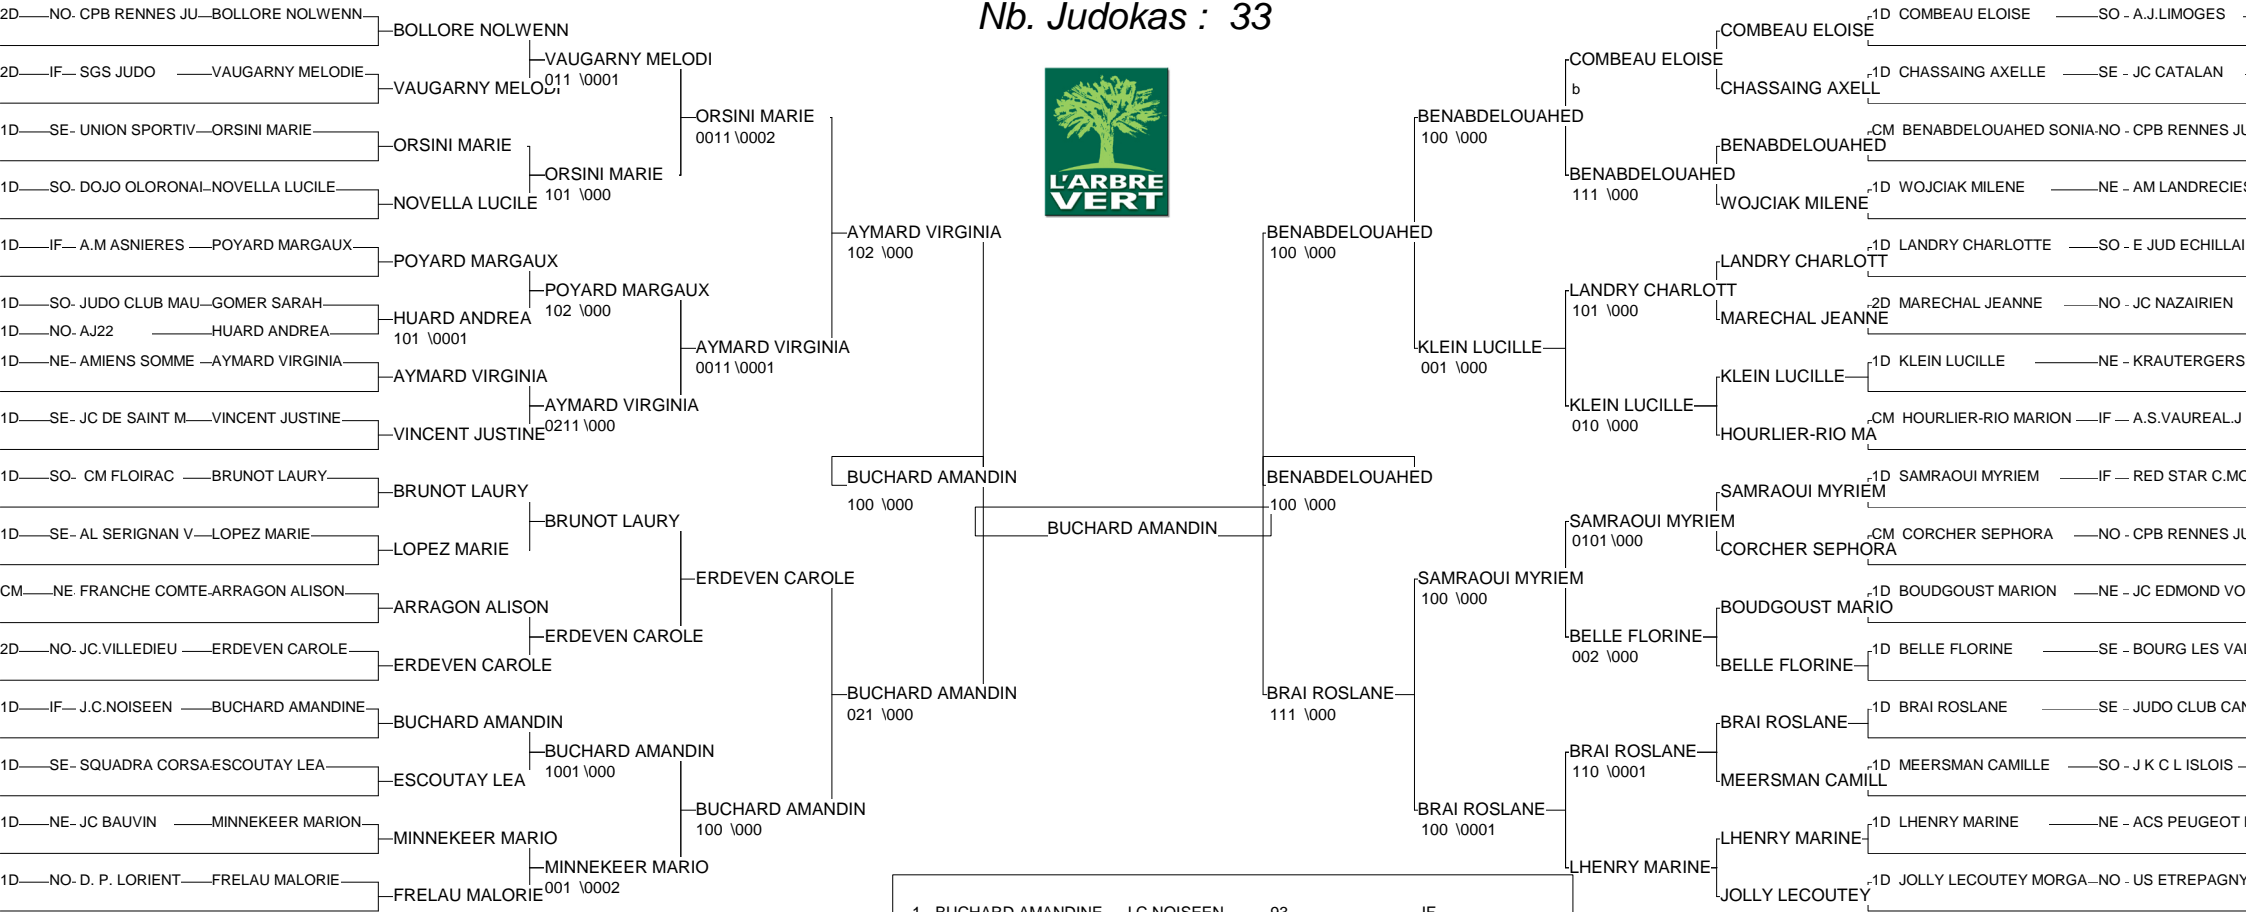 Nb. Judokas : 33
L'ARBRE
VERT
2D NO- CPB RENNES JU BOLLORE NOLWENN
2D IF SGS JUDO VAUGARNY MELODIE
1D SE- UNION SPORTIV ORSINI MARIE
1D SO- DOJO OLORONAI NOVELLA LUCILE
1D IF A.M ASNIERES POYARD MARGAUX
1D SO- JUDO CLUB MAU GOMER SARAH
1D NO- AJ22 HUARD ANDREA
1D NE- AMIENS SOMME AYMARD VIRGINIA
1D SE- JC DE SAINT M VINCENT JUSTINE
1D SO- CM FLOIRAC BRUNOT LAURY
1D SE- AL SERIGNAN V LOPEZ MARIE
CM NE- FRANCHE COMTE ARRAGON ALISON
2D NO- JC.VILLEDIEU ERDEVEN CAROLE
1D IF J.C.NOISEEN BUCHARD AMANDINE
1D SE- SQUADRA CORSA ESCOUTAY LEA
1D NE- JC BAUVIN MINNEKEER MARION
1D NO- D. P. LORIENT FRELAU MALORIE
BOLLORE NOLWENN
VAUGARNY MELODI
ORSINI MARIE
NOVELLA LUCILE
POYARD MARGAUX
HUARD ANDREA
101 \0001
AYMARD VIRGINIA
VINCENT JUSTINE
BRUNOT LAURY
LOPEZ MARIE
ARRAGON ALISON
ERDEVEN CAROLE
BUCHARD AMANDIN
ESCOUTAY LEA
MINNEKEER MARIO
FRELAU MALORIE
VAUGARNY MELODI
011 \0001
ORSINI MARIE
101 \000
POYARD MARGAUX
102 \000
AYMARD VIRGINIA
0211 \000
BRUNOT LAURY
ERDEVEN CAROLE
BUCHARD AMANDIN
1001 \000
MINNEKEER MARIO
001 \0002
ORSINI MARIE
0011 \0002
AYMARD VIRGINIA
0011 \0001
ERDEVEN CAROLE
BUCHARD AMANDIN
100 \000
AYMARD VIRGINIA
102 \000
BUCHARD AMANDIN
100 \000
BUCHARD AMANDIN
021 \000
BUCHARD AMANDIN
BENABDELOUAHED
100 \000
BENABDELOUAHED
100 \000
BRAI ROSLANE
111 \000
BENABDELOUAHED
100 \000
KLEIN LUCILLE
001 \000
SAMRAOUI MYRIEM
100 \000
BRAI ROSLANE
100 \0001
COMBEAU ELOISE
b
BENABDELOUAHED
111 \000
LANDRY CHARLOTT
101 \000
KLEIN LUCILLE
010 \000
SAMRAOUI MYRIEM
0101 \000
BELLE FLORINE
002 \000
BRAI ROSLANE
110 \0001
LHENRY MARINE
COMBEAU ELOISE
CHASSAING AXELL
BENABDELOUAHED
WOJCIAK MILENE
LANDRY CHARLOTT
MARECHAL JEANNE
KLEIN LUCILLE
HOURLIER-RIO MA
SAMRAOUI MYRIEM
CORCHER SEPHORA
BOUDGOUST MARIO
BELLE FLORINE
BRAI ROSLANE
MEERSMAN CAMILL
LHENRY MARINE
JOLLY LECOUTEY
1D COMBEAU ELOISE SO - A.J.LIMOGES
1D CHASSAING AXELLE SE - JC CATALAN
CM BENABDELOUAHED SONIA NO - CPB RENNES JU
1D WOJCIAK MILENE NE - AM LANDRECIES
1D LANDRY CHARLOTTE SO - E JUD ECHILLAI
2D MARECHAL JEANNE NO - JC NAZAIRIEN
1D KLEIN LUCILLE NE - KRAUTERGERS
CM HOURLIER-RIO MARION IF - A.S.VAUREAL.J
1D SAMRAOUI MYRIEM IF - RED STAR C.MO
CM CORCHER SEPHORA NO - CPB RENNES JU
1D BOUDGOUST MARION NE - JC EDMOND VO
1D BELLE FLORINE SE - BOURG LES VAL
1D BRAI ROSLANE SE - JUDO CLUB CAN
1D MEERSMAN CAMILLE SO - J K C L ISLOIS
1D LHENRY MARINE NE - ACS PEUGEOT
1D JOLLY LECOUTEY MORGA NO - US ETREPAGNY
1 BUCHARD AMANDINE J.C.NOISEEN 93 IF